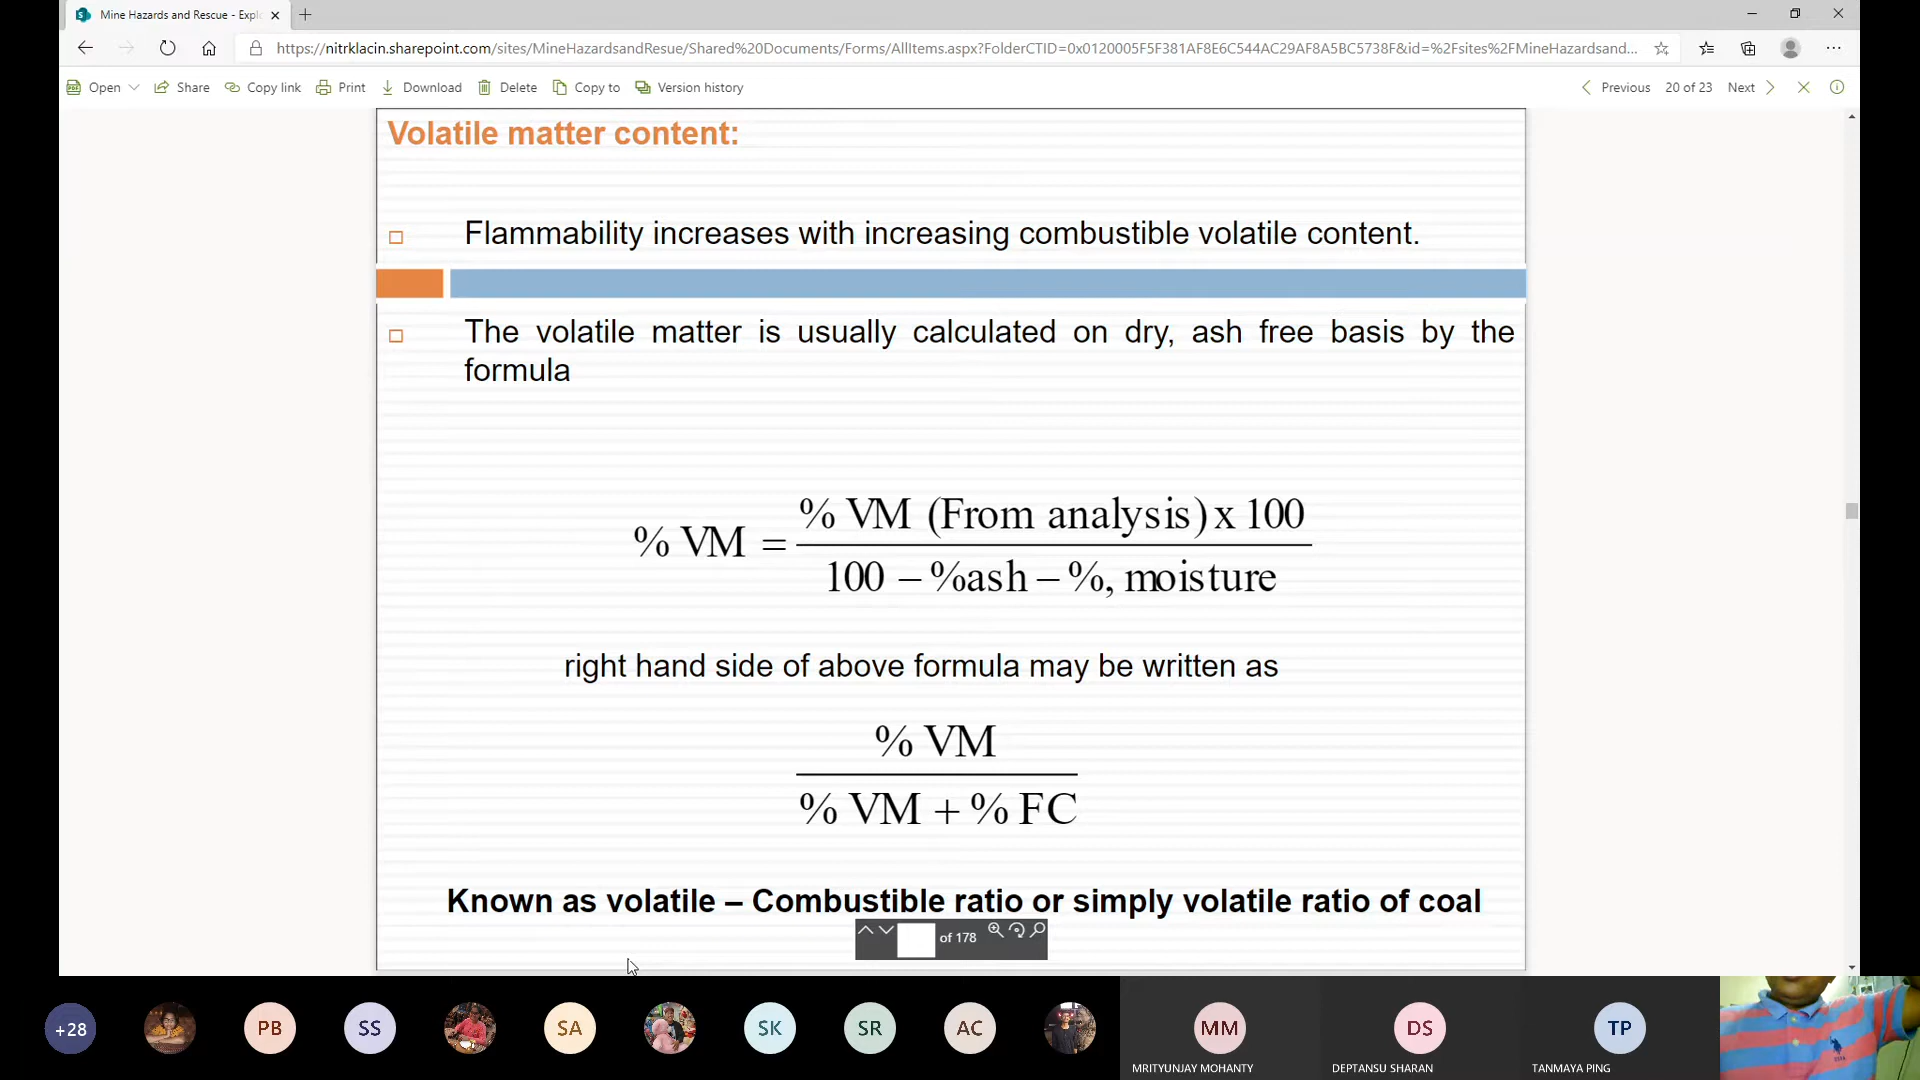 Mine Hazards and Rescue - Explo
https://nitrklacin.sharepoint.com/sites/MineHazardsandResue/Shared%20Documents/Forms/AllItems.aspx?FolderCTID=0x0120005F5F381AF8E6C544AC29AF8A5BC5738F&id=%2Fsites%2FMineHazardsand...
Open Share Copy link Print Download Delete Copy to Version history Previous 20 of 23 Next
Volatile matter content:
Flammability increases with increasing combustible volatile content.
The volatile matter is usually calculated on dry, ash free basis by the
formula
% VM = % VM (From analysis) x 100
100 – %ash – %, moisture
right hand side of above formula may be written as
% VM
% VM + % FC
Known as volatile – Combustible ratio or simply volatile ratio of coal
of 178
+28 PB SS SA SK SR AC MM DS TP
MRITYUNJAY MOHANTY DEPTANSU SHARAN TANMAYA PING